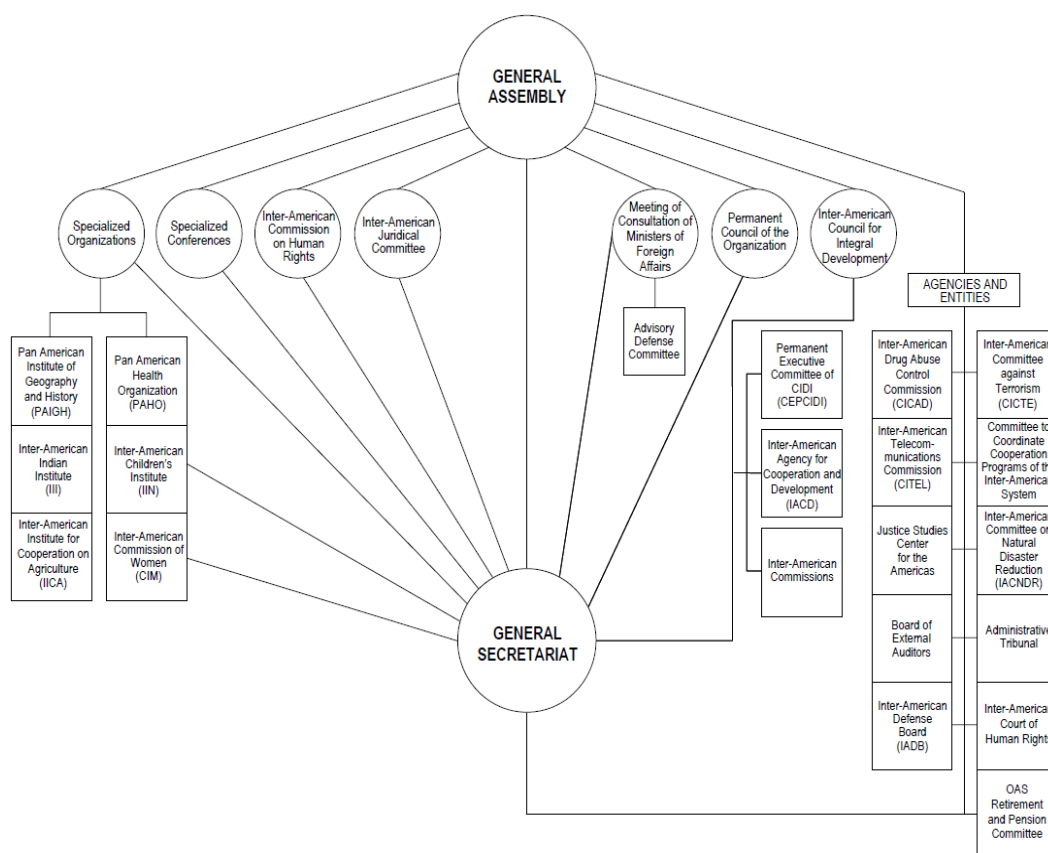 GENERAL
ASSEMBLY
Specialized
Organizations
Specialized
Conferences
Inter-American
Commission
on Human
Rights
Inter-American
Juridical
Committee
Meeting of
Consultation of
Ministers of
Foreign
Affairs
Permanent
Council of the
Organization
Inter-American
Council for
Integral
Development
AGENCIES AND
ENTITIES
Advisory
Defense
Committee
Pan American
Institute of
Geography
and History
(PAIGH)
Pan American
Health
Organization
(PAHO)
Inter-American
Indian
Institute
(III)
Inter-American
Children's
Institute
(IIN)
Inter-American
Institute for
Cooperation on
Agriculture
(IICA)
Inter-American
Commission of
Women
(CIM)
Permanent
Executive
Committee of
CIDI
(CEPCIDI)
Inter-American
Agency for
Cooperation and
Development
(IACD)
Inter-American
Commissions
Inter-American
Drug Abuse
Control
Commission
(CICAD)
Inter-American
Committee
against
Terrorism
(CICTE)
Inter-American
Telecom-
munications
Commission
(CITEL)
Committee to
Coordinate
Cooperation
Programs of the
Inter-American
System
Justice Studies
Center
for the
Americas
Inter-American
Committee on
Natural
Disaster
Reduction
(IACNDR)
Board of
External
Auditors
Administrative
Tribunal
Inter-American
Defense
Board
(IADB)
Inter-American
Court of
Human Rights
OAS
Retirement
and Pension
Committee
GENERAL
SECRETARIAT